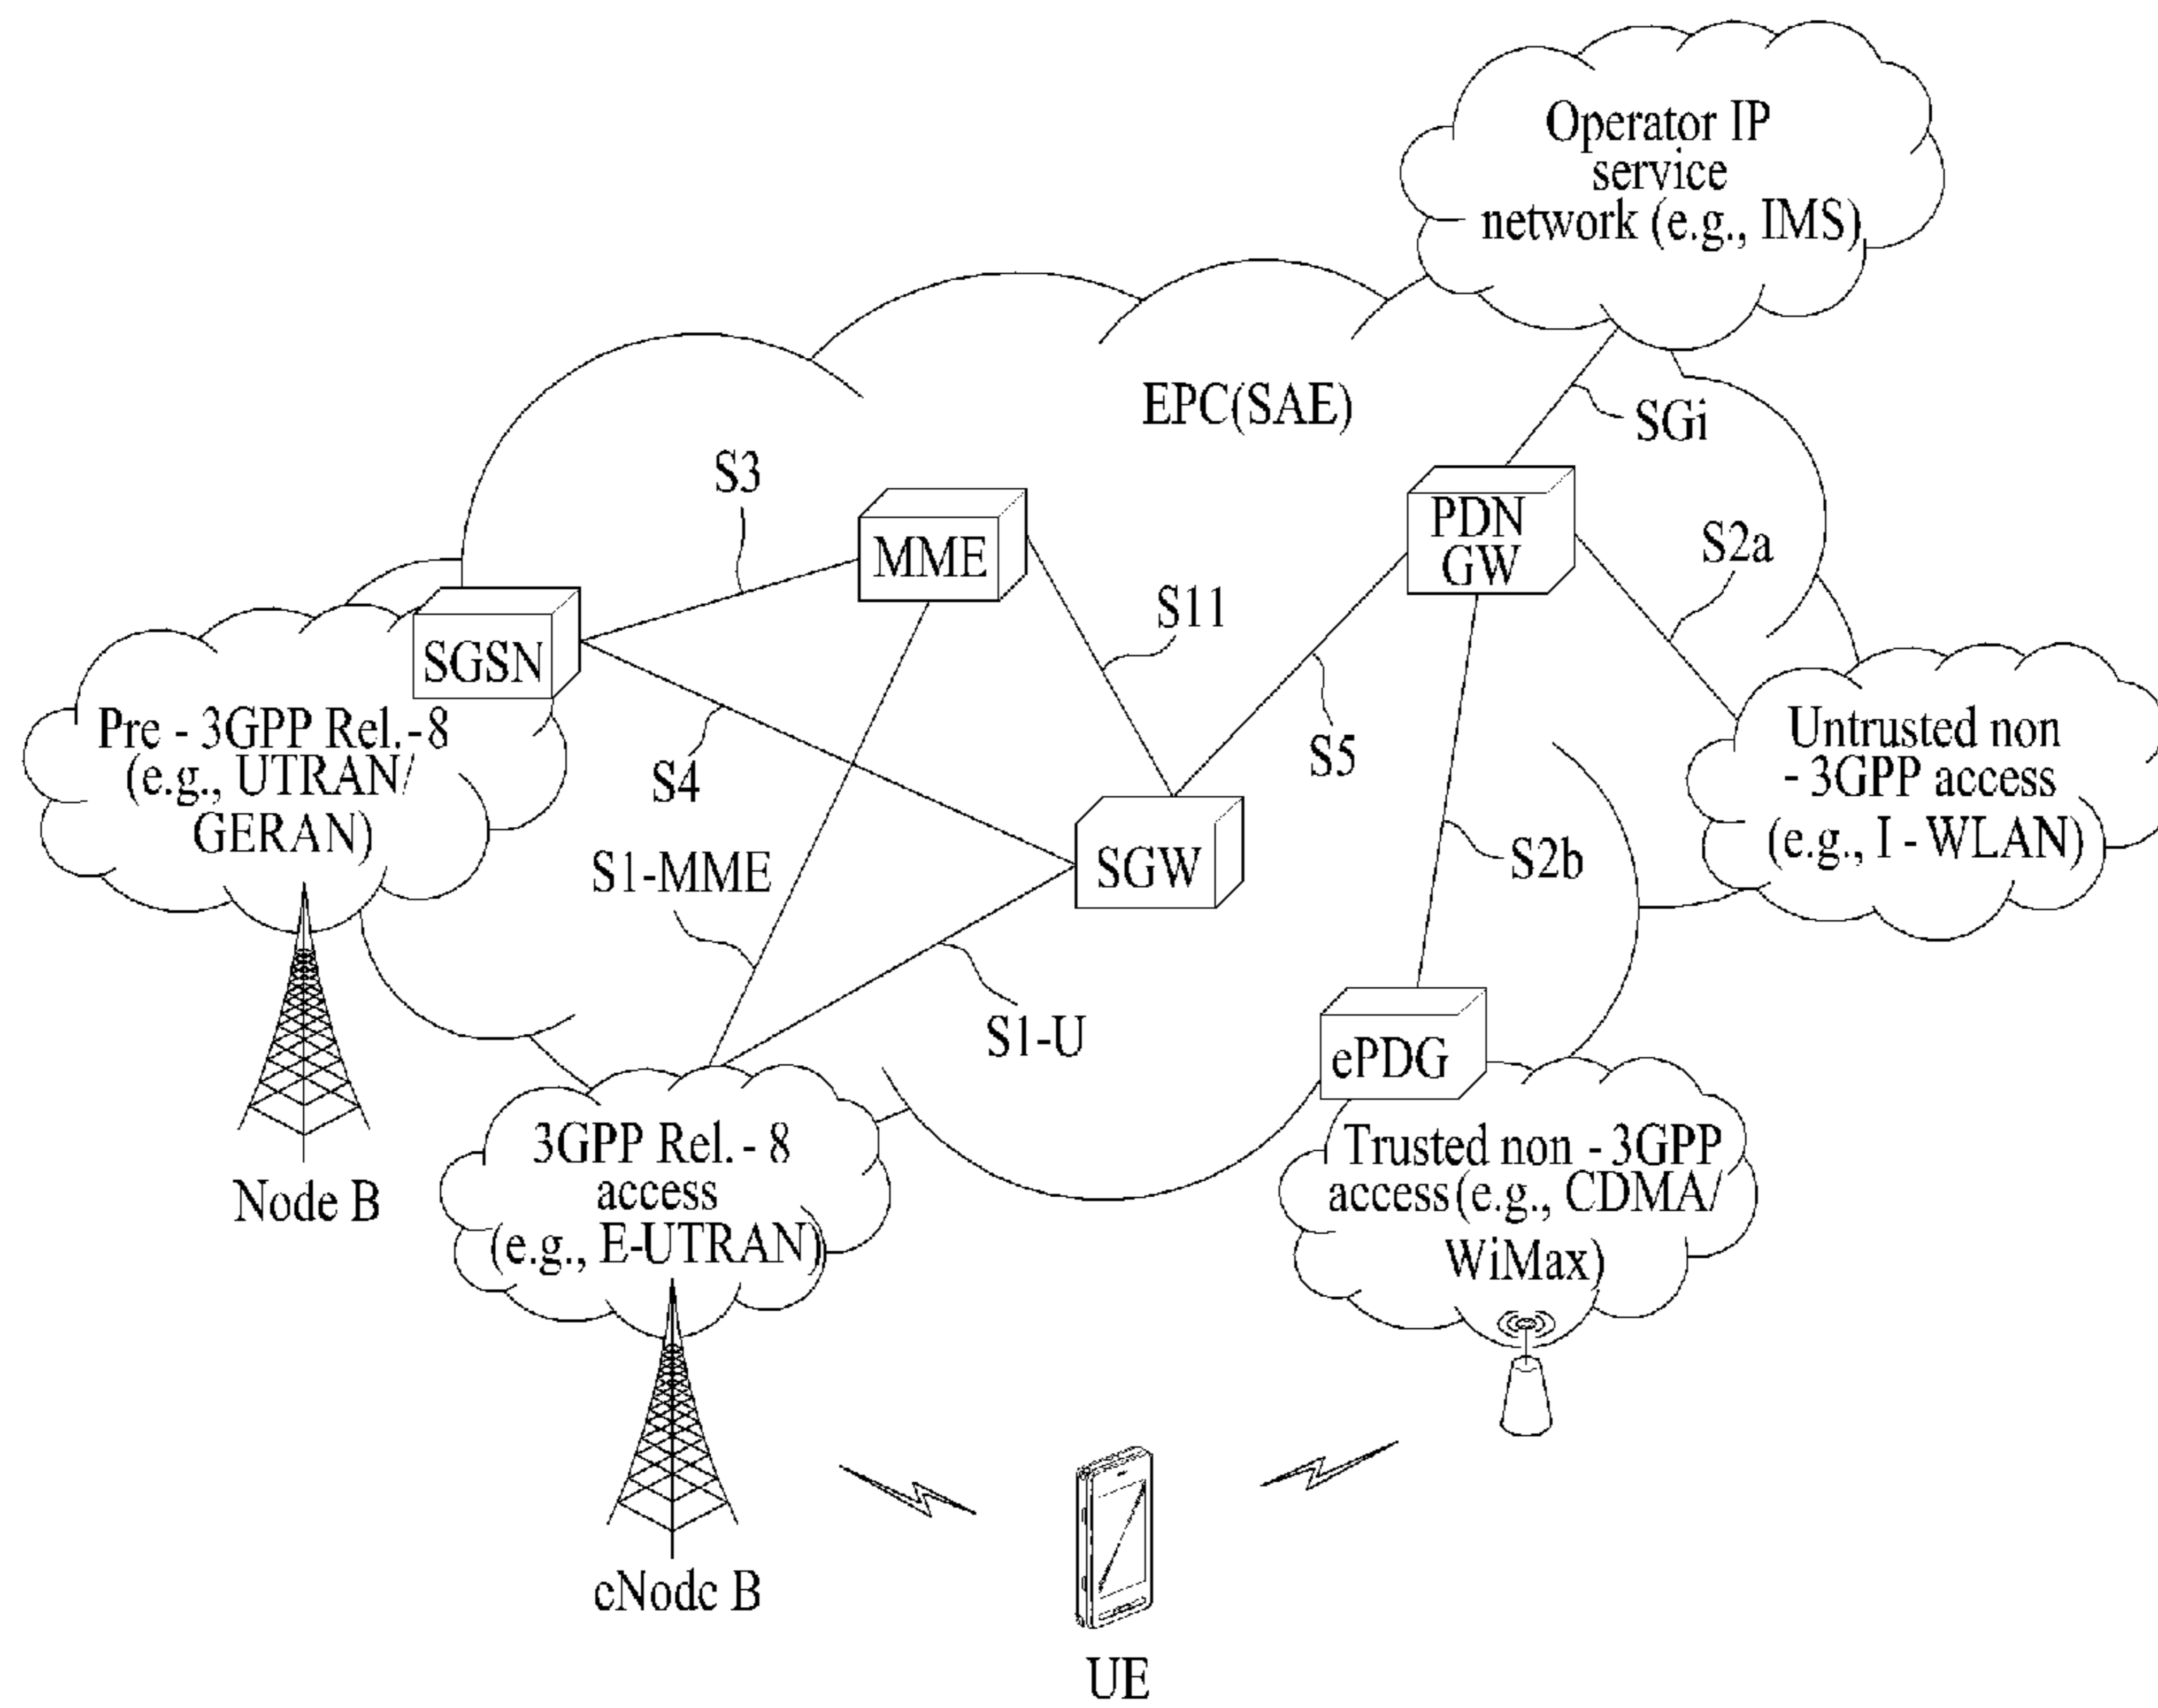 Operator IP
service
network (e.g., IMS)
EPC(SAE)
SGi
S3
MME
PDN
GW
S2a
S11
SGSN
S5
Pre - 3GPP Rel.-8
(e.g., UTRAN/
GERAN)
S4
Untrusted non
- 3GPP access
(e.g., I - WLAN)
S1-MME
SGW
S2b
S1-U
ePDG
Node B
3GPP Rel. - 8
access
(e.g., E-UTRAN)
Trusted non - 3GPP
access(e.g., CDMA/
WiMax)
eNode B
UE